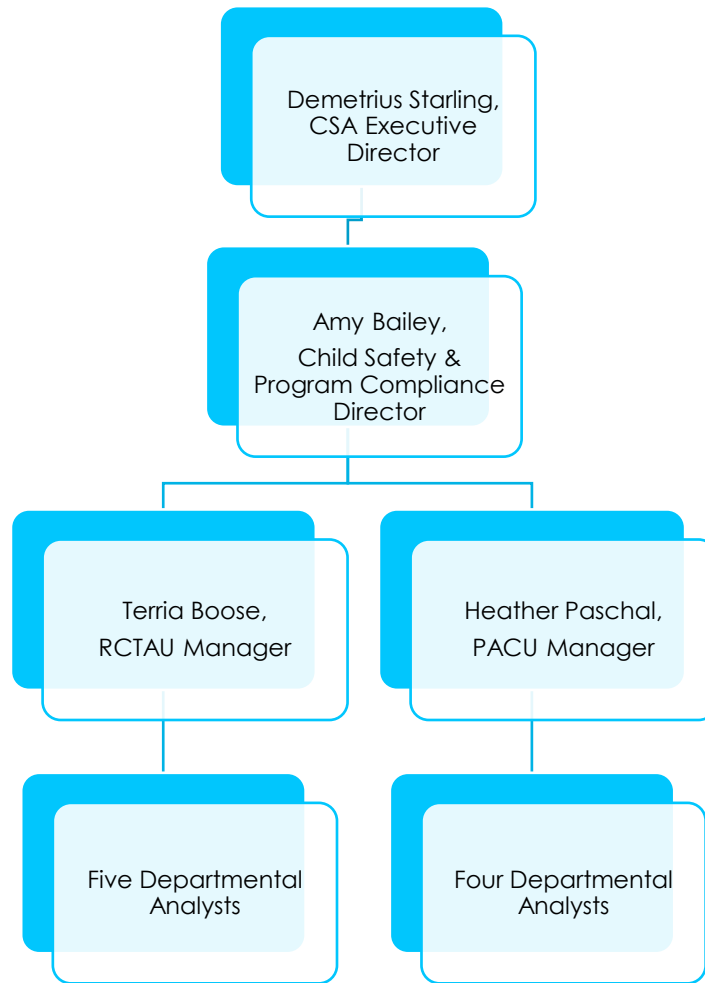 Demetrius Starling,
CSA Executive
Director
Amy Bailey,
Child Safety &
Program Compliance
Director
Terria Boose,
RCTAU Manager
Heather Paschal,
PACU Manager
Five Departmental
Analysts
Four Departmental
Analysts